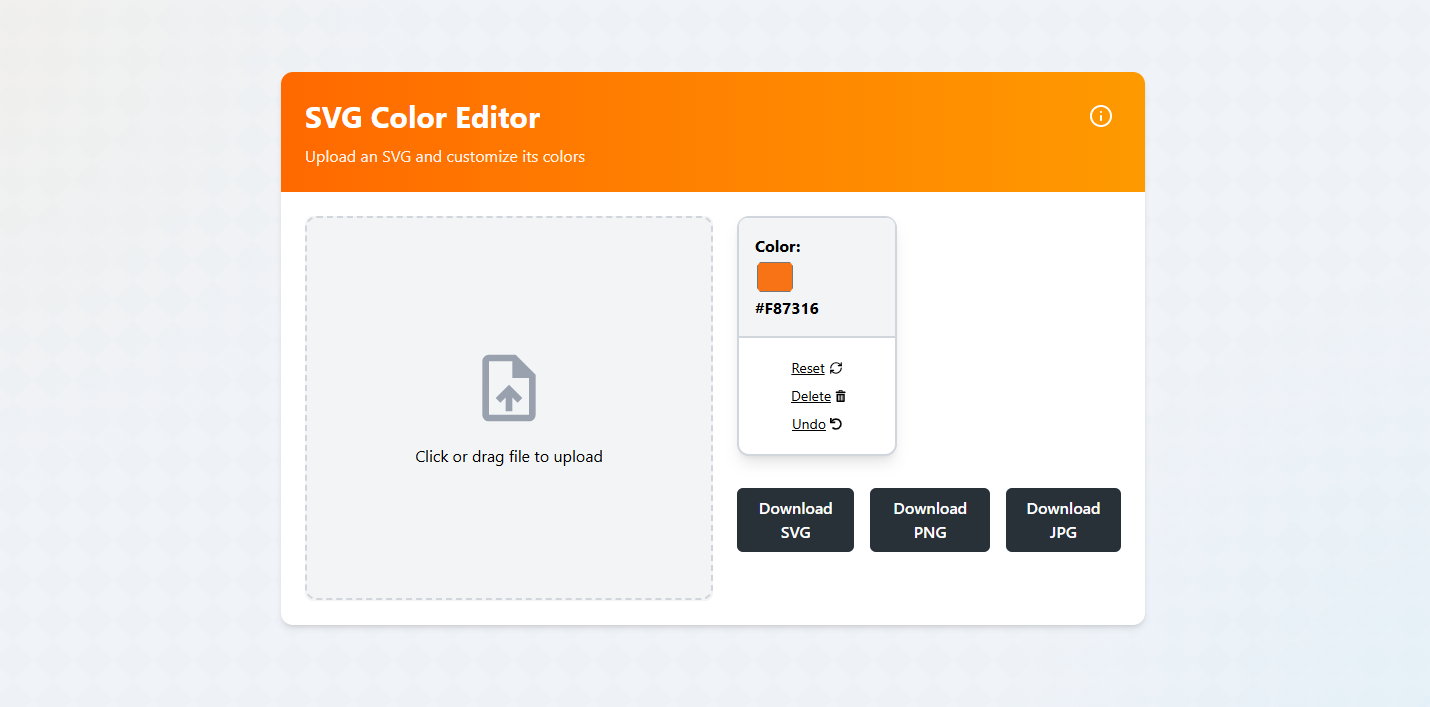 SVG Color Editor
Upload an SVG and customize its colors
Click or drag file to upload
Color:
#F87316
Reset
Delete
Undo
Download
SVG
Download
PNG
Download
JPG